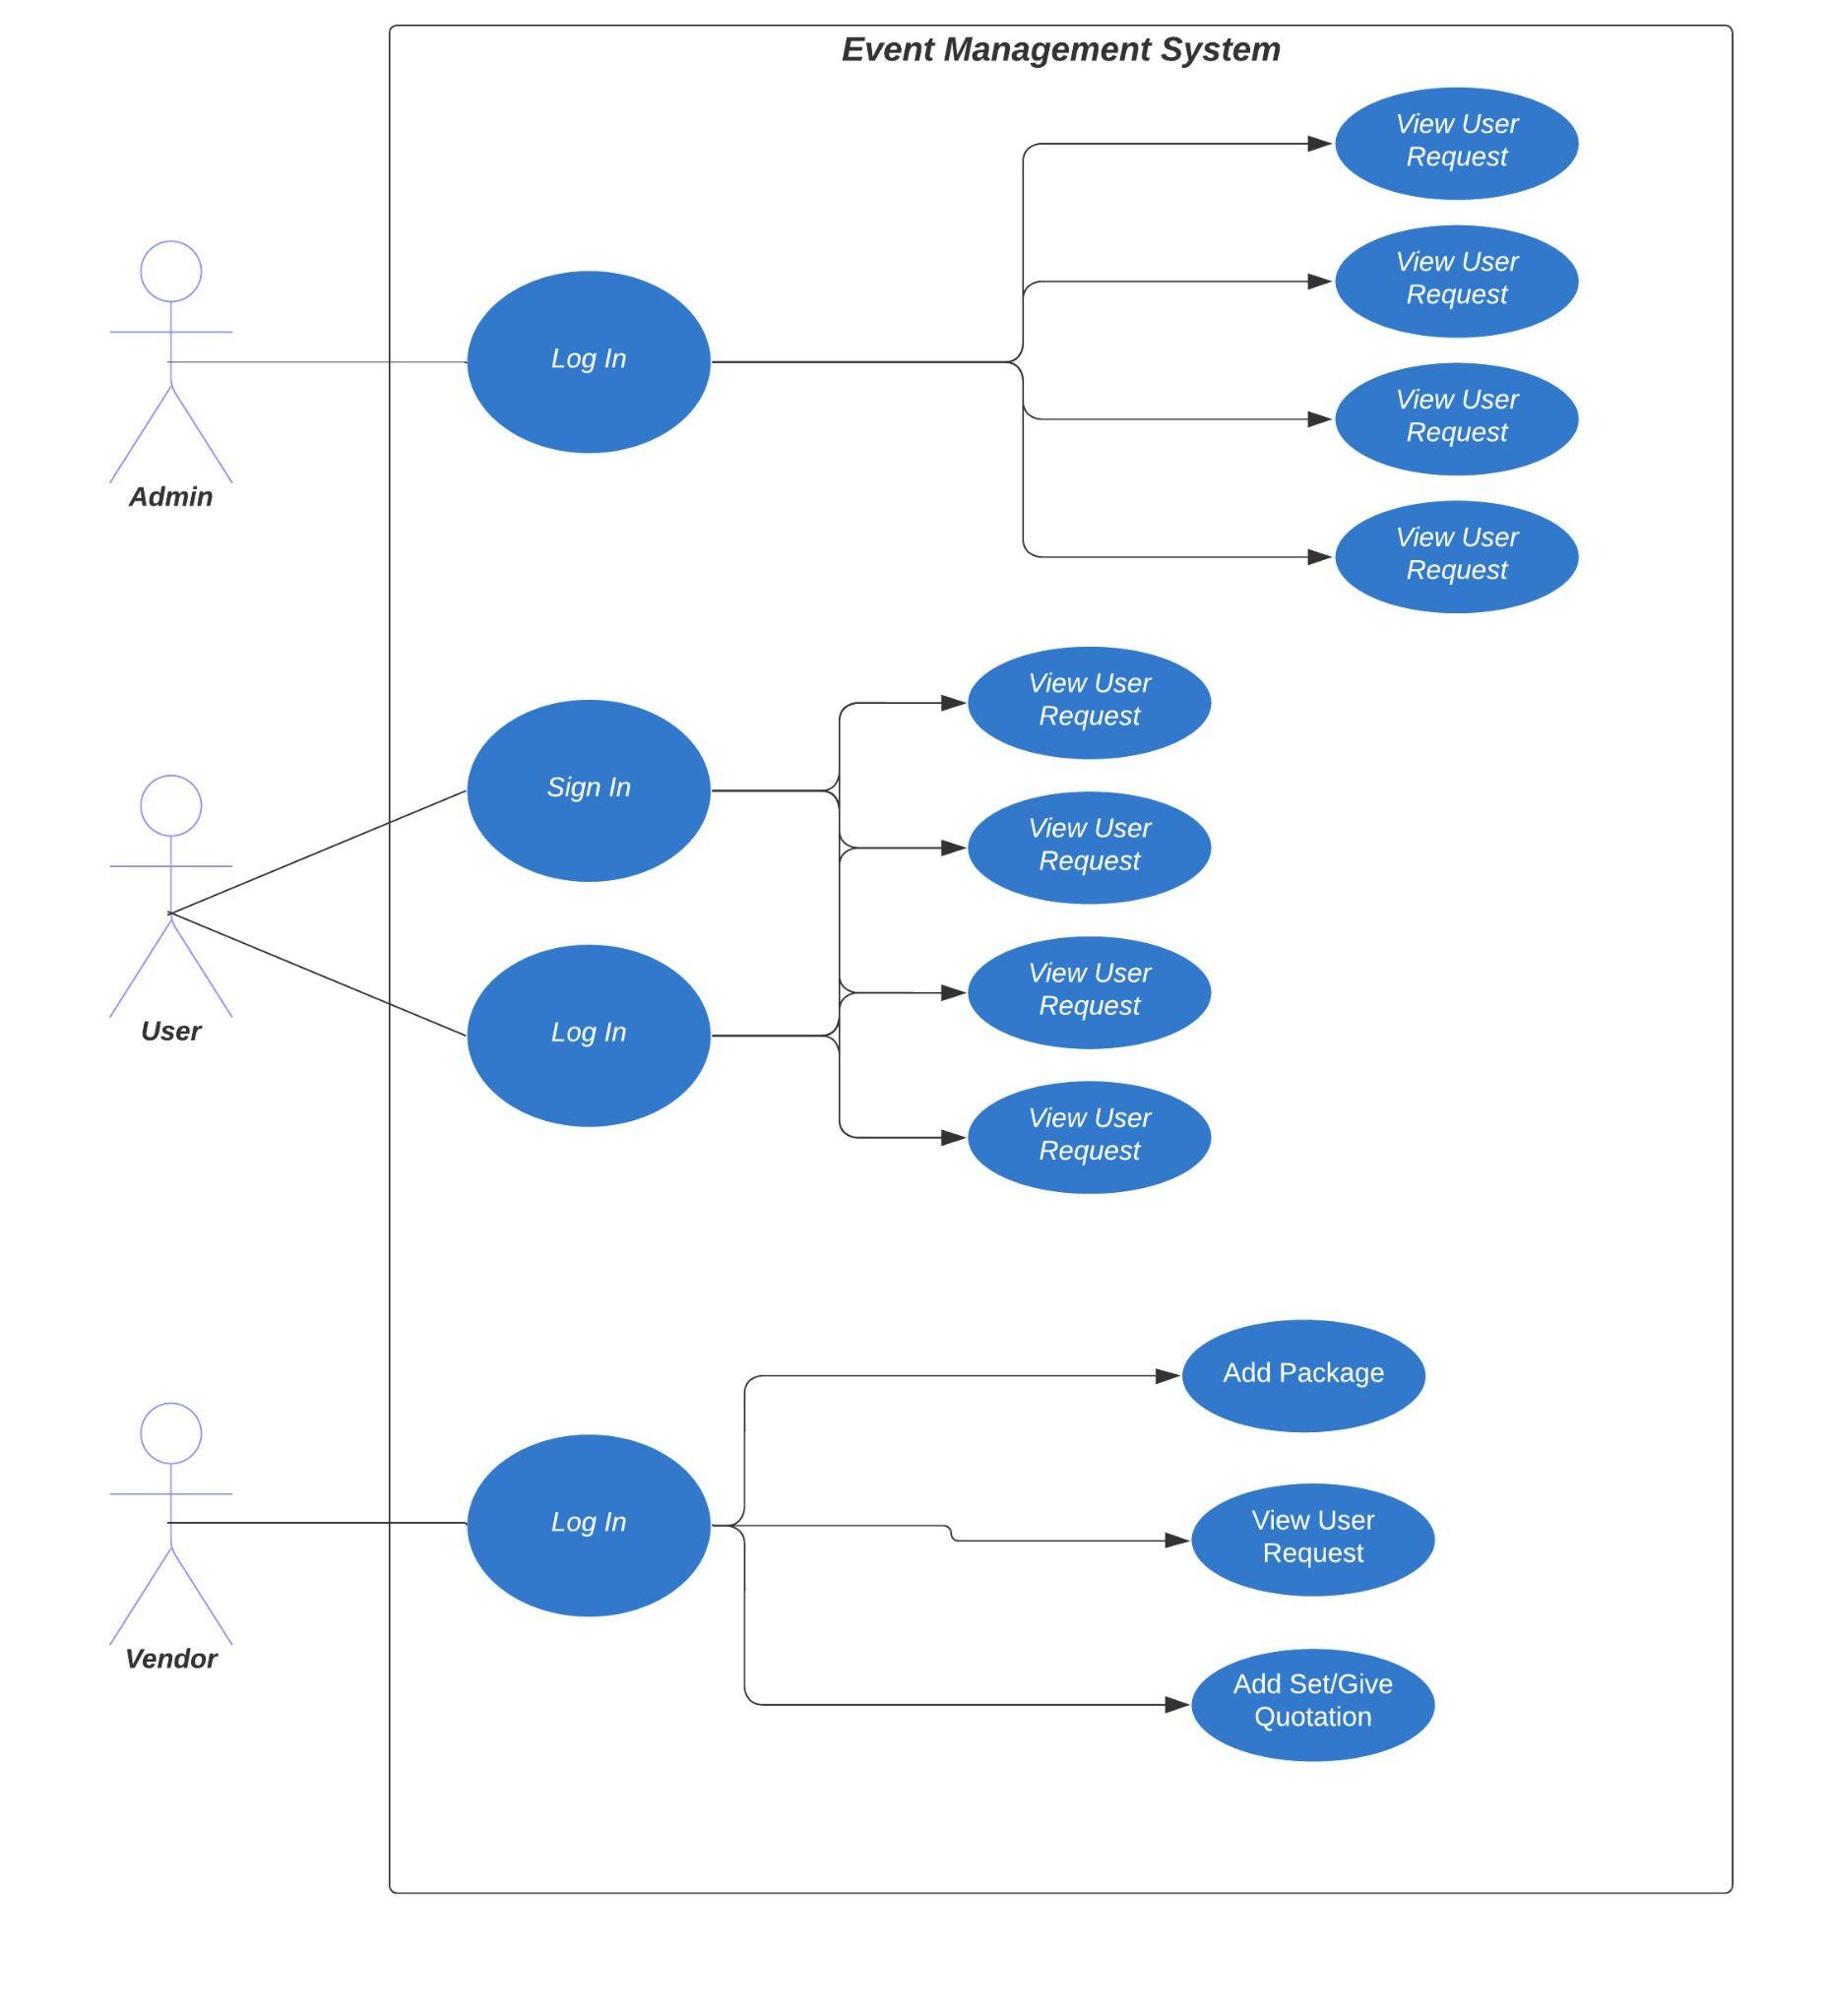 Event Management System
View User
Request
View User
Request
Log In
View User
Request
View User
Request
Admin
View User
Request
Sign In
View User
Request
View User
Request
Log In
User
View User
Request
Add Package
Log In
View User
Request
Vendor
Add Set/Give
Quotation